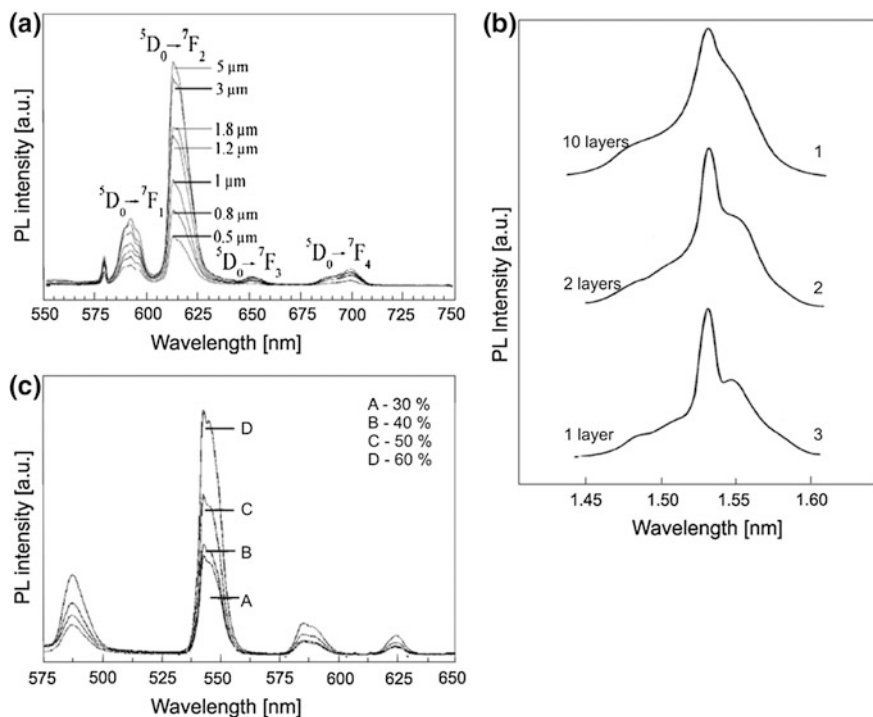 (a)
⁵D₀→⁷F₂
5 µm
3 µm
1.8 µm
1.2 µm
1 µm
0.8 µm
0.5 µm
⁵D₀→⁷F₁
⁵D₀→⁷F₃
⁵D₀→⁷F₄
PL intensity [a.u.]
550 575 600 625 650 675 700 725 750
Wavelength [nm]
(b)
10 layers
1
2 layers
2
1 layer
3
PL Intensity [a.u.]
1.45 1.50 1.55 1.60
Wavelength [nm]
(c)
A - 30 %
B - 40 %
C - 50 %
D - 60 %
D
C
B
A
PL intensity [a.u.]
575 500 525 550 575 600 625 650
Wavelength [nm]